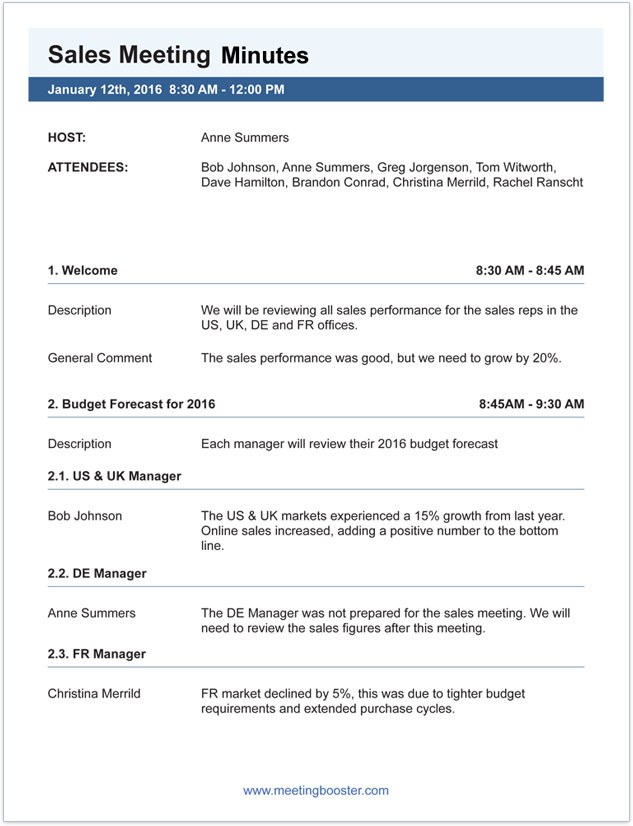 Sales Meeting Minutes
January 12th, 2016 8:30 AM - 12:00 PM
HOST: Anne Summers
ATTENDEES: Bob Johnson, Anne Summers, Greg Jorgenson, Tom Witworth,
Dave Hamilton, Brandon Conrad, Christina Merrild, Rachel Ranscht
1. Welcome 8:30 AM - 8:45 AM
Description We will be reviewing all sales performance for the sales reps in the
US, UK, DE and FR offices.
General Comment The sales performance was good, but we need to grow by 20%.
2. Budget Forecast for 2016 8:45AM - 9:30 AM
Description Each manager will review their 2016 budget forecast
2.1. US & UK Manager
Bob Johnson The US & UK markets experienced a 15% growth from last year.
Online sales increased, adding a positive number to the bottom
line.
2.2. DE Manager
Anne Summers The DE Manager was not prepared for the sales meeting. We will
need to review the sales figures after this meeting.
2.3. FR Manager
Christina Merrild FR market declined by 5%, this was due to tighter budget
requirements and extended purchase cycles.
www.meetingbooster.com